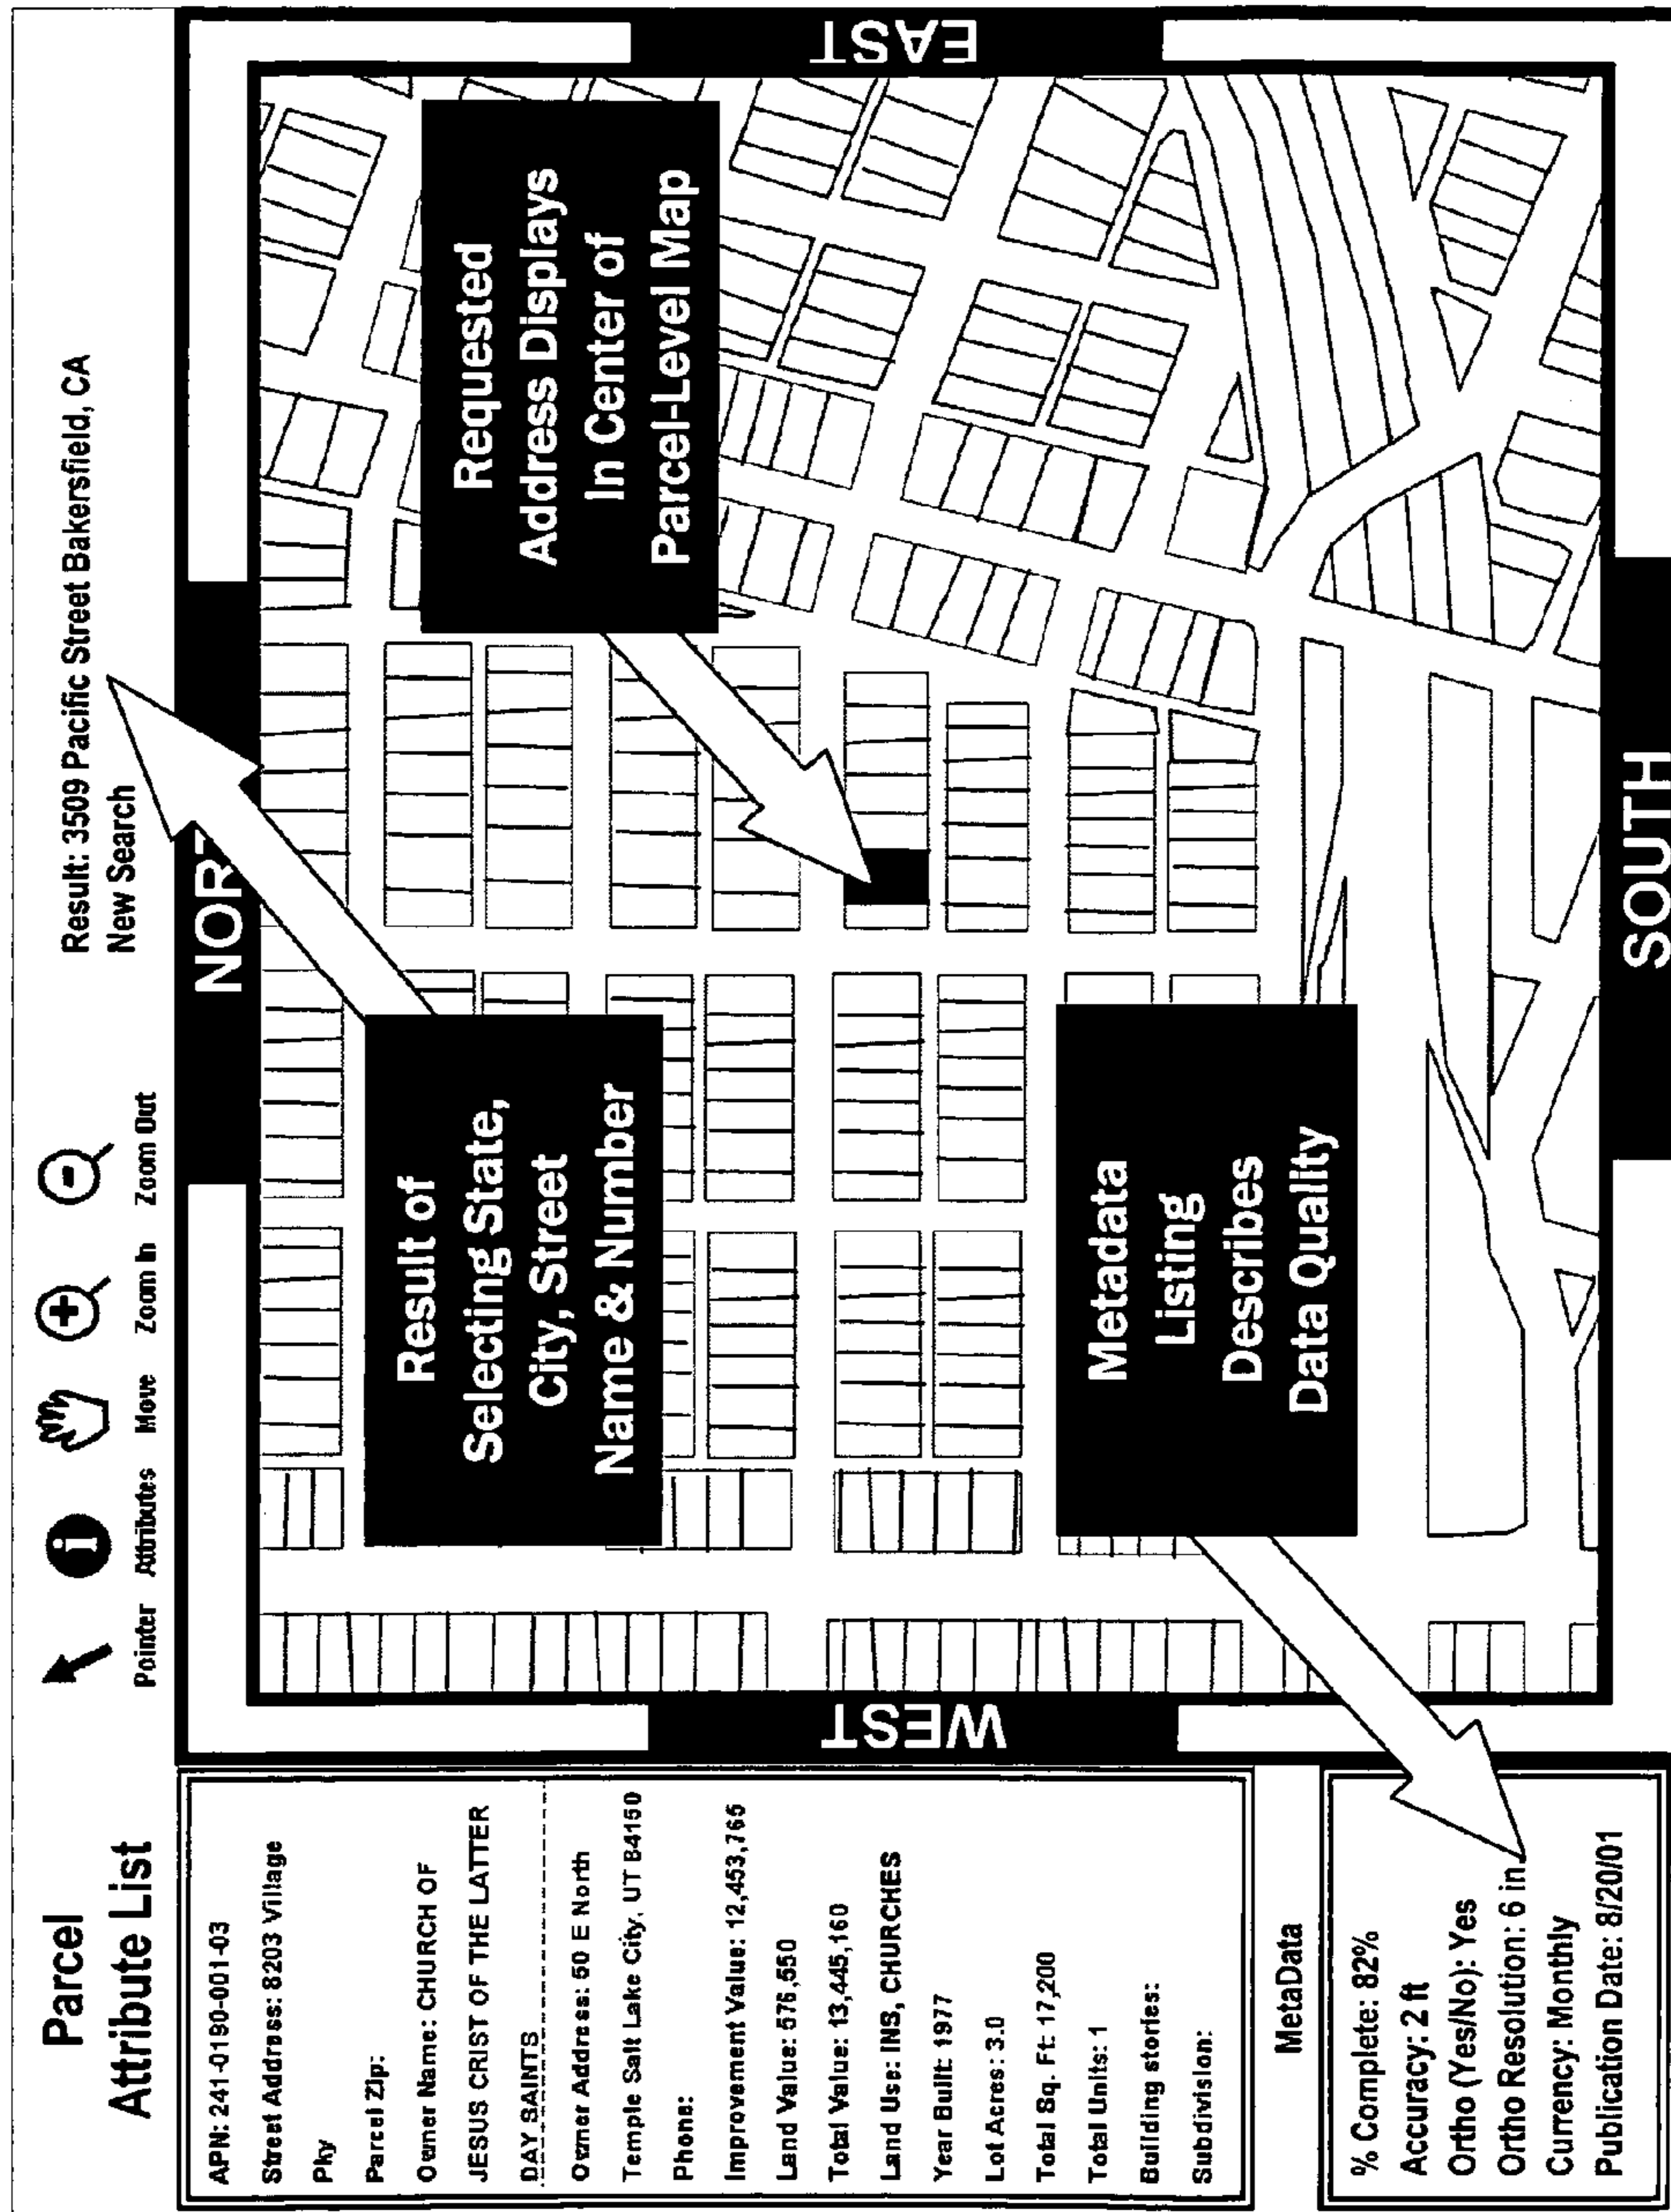 Parcel
Attribute List
Pointer Attributes Move Zoom In Zoom Out
Result: 3509 Pacific Street Bakersfield, CA
New Search
APN: 241-0190-001-03
Street Address: 8203 Village
Pky
Parcel Zip:
Owner Name: CHURCH OF
JESUS CRIST OF THE LATTER
DAY SAINTS
Owner Address: 50 E North
Temple Salt Lake City, UT 84150
Phone:
Improvement Value: 12,453,765
Land Value: 576,550
Total Value: 13,445,160
Land Use: INS, CHURCHES
Year Built: 1977
Lot Acres: 3.0
Total Sq. Ft: 17,200
Total Units: 1
Building stories:
Subdivision:
MetaData
% Complete: 82%
Accuracy: 2 ft
Ortho (Yes/No): Yes
Ortho Resolution: 6 in.
Currency: Monthly
Publication Date: 8/20/01
NORT
WEST
EAST
SOUTH
Result of
Selecting State,
City, Street
Name & Number
Requested
Address Displays
In Center of
Parcel-Level Map
Metadata
Listing
Describes
Data Quality